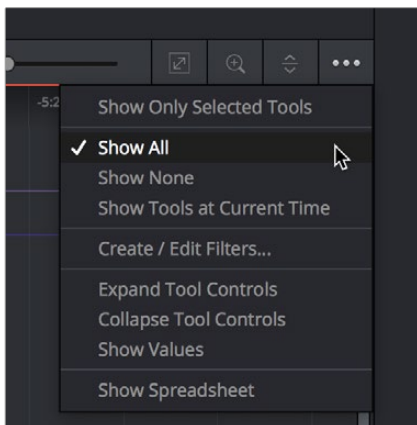 -5:2
Show Only Selected Tools
Show All
Show None
Show Tools at Current Time
Create / Edit Filters...
Expand Tool Controls
Collapse Tool Controls
Show Values
Show Spreadsheet